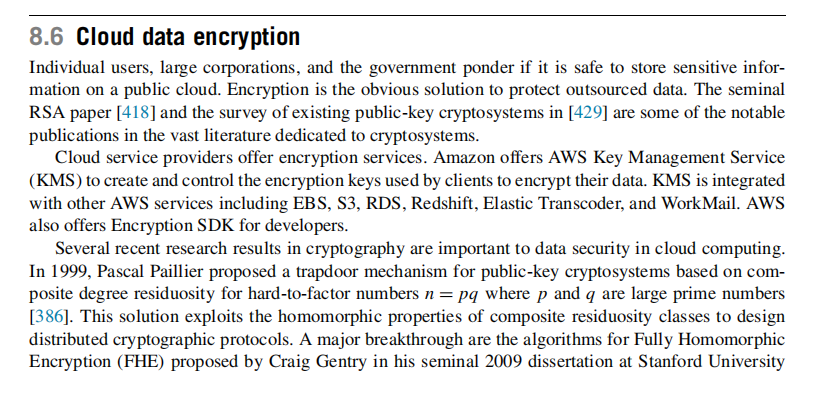 8.6 Cloud data encryption
Individual users, large corporations, and the government ponder if it is safe to store sensitive infor-
mation on a public cloud. Encryption is the obvious solution to protect outsourced data. The seminal
RSA paper [418] and the survey of existing public-key cryptosystems in [429] are some of the notable
publications in the vast literature dedicated to cryptosystems.
Cloud service providers offer encryption services. Amazon offers AWS Key Management Service
(KMS) to create and control the encryption keys used by clients to encrypt their data. KMS is integrated
with other AWS services including EBS, S3, RDS, Redshift, Elastic Transcoder, and WorkMail. AWS
also offers Encryption SDK for developers.
Several recent research results in cryptography are important to data security in cloud computing.
In 1999, Pascal Paillier proposed a trapdoor mechanism for public-key cryptosystems based on com-
posite degree residuosity for hard-to-factor numbers n = pq where p and q are large prime numbers
[386]. This solution exploits the homomorphic properties of composite residuosity classes to design
distributed cryptographic protocols. A major breakthrough are the algorithms for Fully Homomorphic
Encryption (FHE) proposed by Craig Gentry in his seminal 2009 dissertation at Stanford University